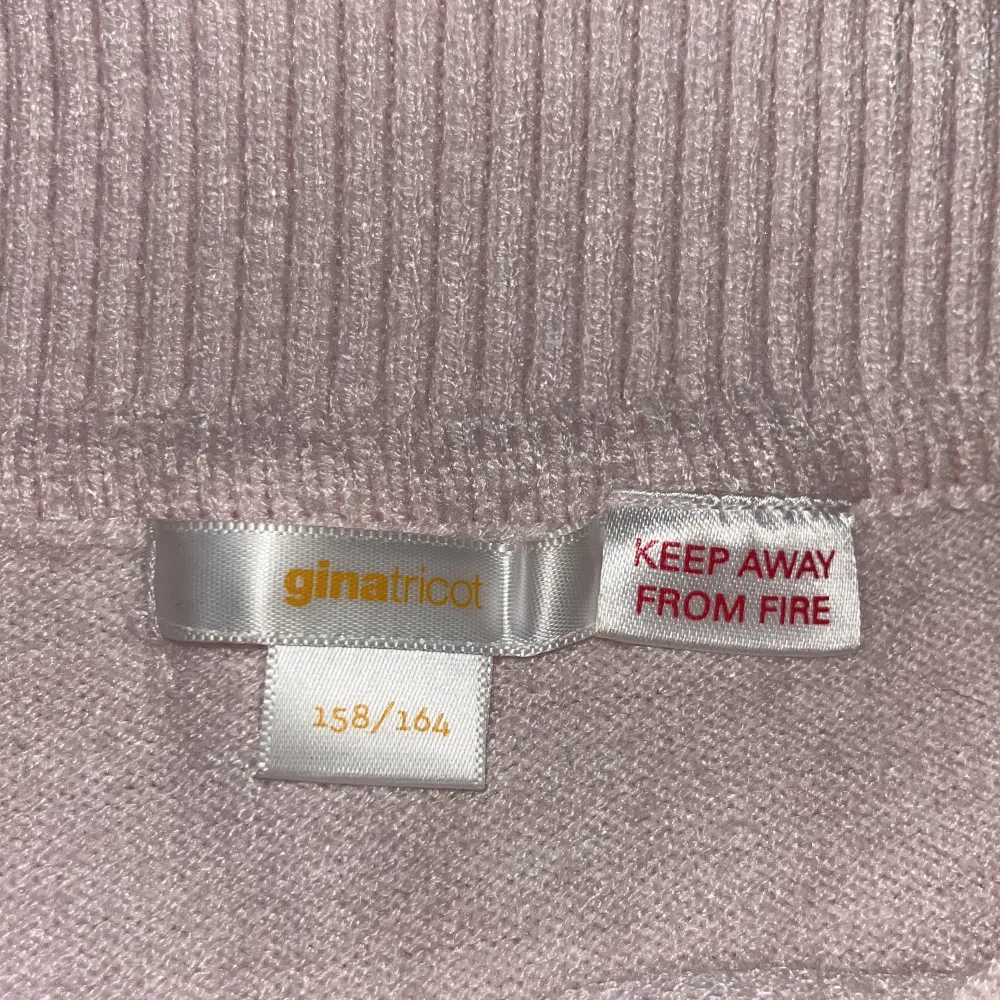 ginatricot
KEEP AWAY
FROM FIRE
158/164